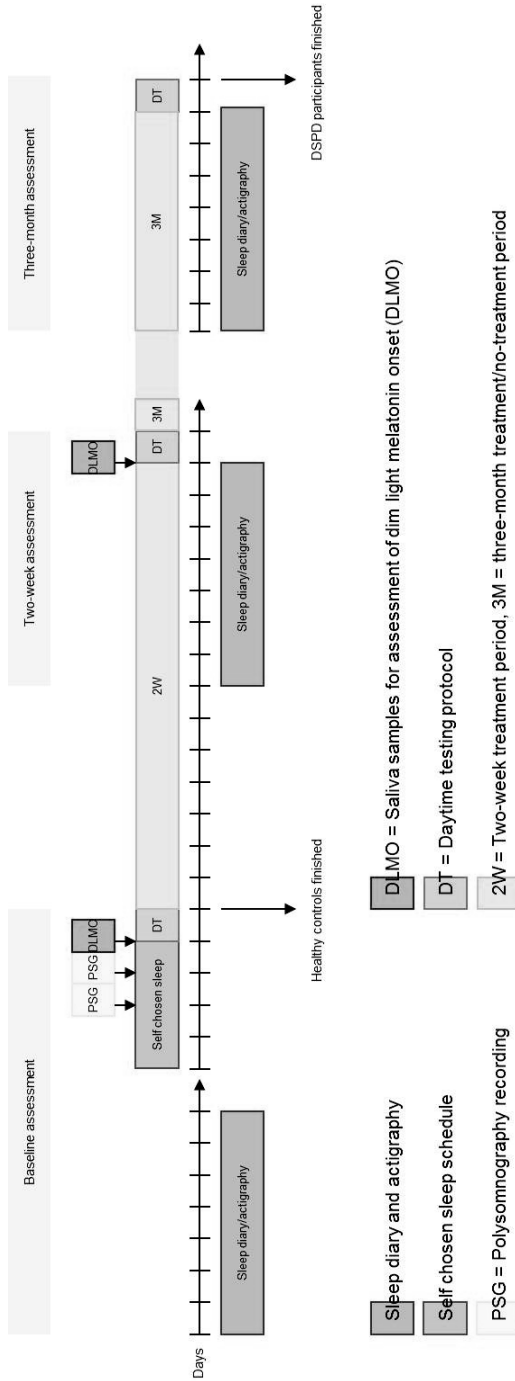 Baseline assessment
Two-week assessment
Three-month assessment
PSG
PSG
DLMO
DLMO
Self chosen sleep
DT
2W
DT
3M
3M
DT
Days
Sleep diary/actigraphy
Healthy controls finished
Sleep diary/actigraphy
Sleep diary/actigraphy
DSPD participants finished
Sleep diary and actigraphy
Self chosen sleep schedule
PSG = Polysomnography recording
DLMO = Saliva samples for assessment of dim light melatonin onset (DLMO)
DT = Daytime testing protocol
2W = Two-week treatment period, 3M = three-month treatment/no-treatment period